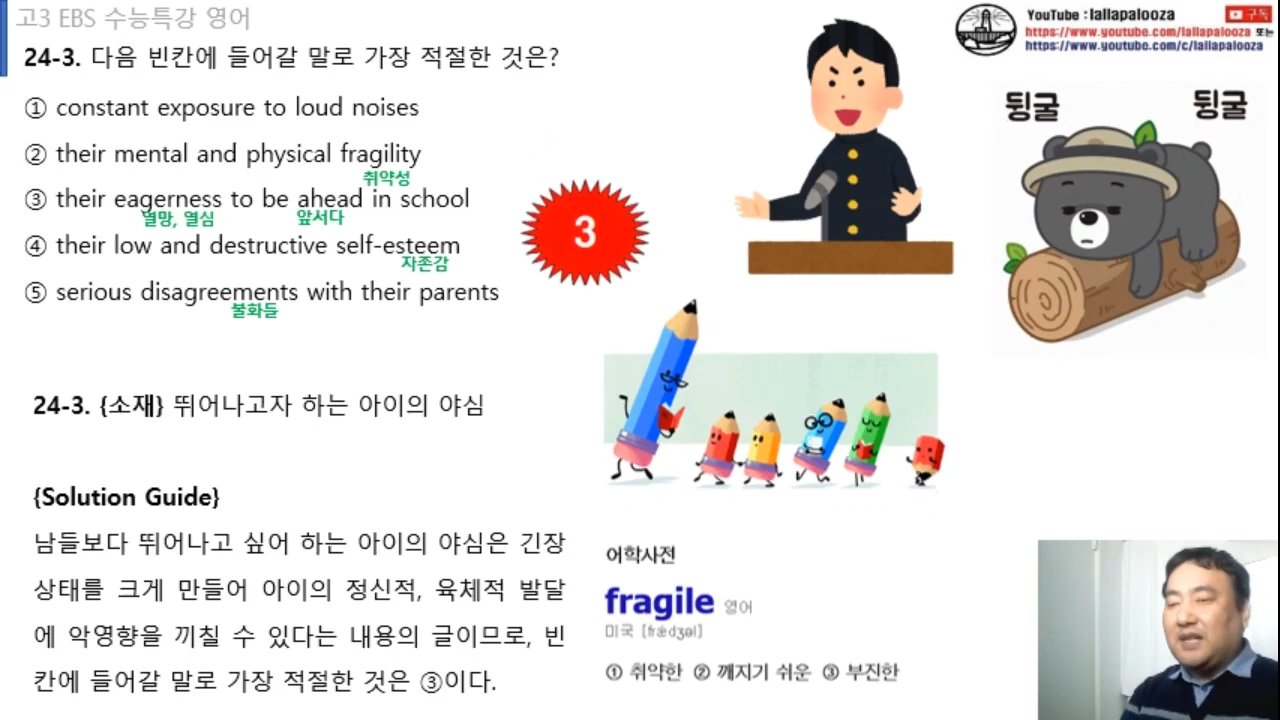 고3 EBS 수능특강 영어
24-3. 다음 빈칸에 들어갈 말로 가장 적절한 것은?
① constant exposure to loud noises
② their mental and physical fragility
취약성
③ their eagerness to be ahead in school
열망, 열심 앞서다
④ their low and destructive self-esteem
자존감
⑤ serious disagreements with their parents
불화들
3
YouTube : lallapalooza
구독
https://www.youtube.com/lallapalooza 또는
https://www.youtube.com/c/lallapalooza
뒹굴 뒹굴
24-3. {소재} 뛰어나고자 하는 아이의 야심
{Solution Guide}
남들보다 뛰어나고 싶어 하는 아이의 야심은 긴장
상태를 크게 만들어 아이의 정신적, 육체적 발달
에 악영향을 끼칠 수 있다는 내용의 글이므로, 빈
칸에 들어갈 말로 가장 적절한 것은 ③이다.
어학사전
fragile 영어
미국 [frǽdʒəl]
① 취약한 ② 깨지기 쉬운 ③ 부진한